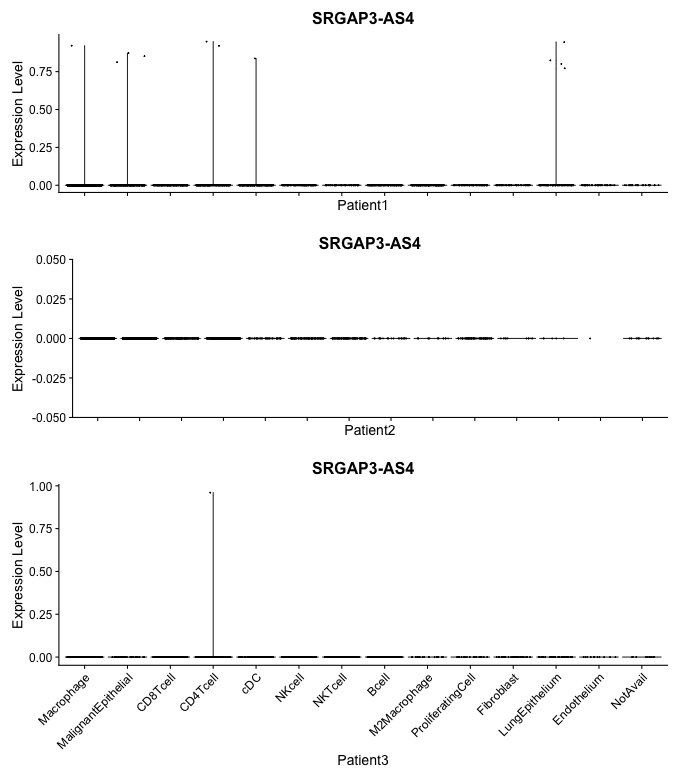 SRGAP3-AS4
Expression Level
0.75
0.50
0.25
0.00
Patient1
SRGAP3-AS4
Expression Level
0.050
0.025
0.000
-0.025
-0.050
Patient2
SRGAP3-AS4
Expression Level
1.00
0.75
0.50
0.25
0.00
Macrophage
MalignantEpithelial
CD8Tcell
CD4Tcell
cDC
NKcell
NKTcell
Bcell
M2Macrophage
ProliferatingCell
Fibroblast
LungEpithelium
Endothelium
NotAvail
Patient3